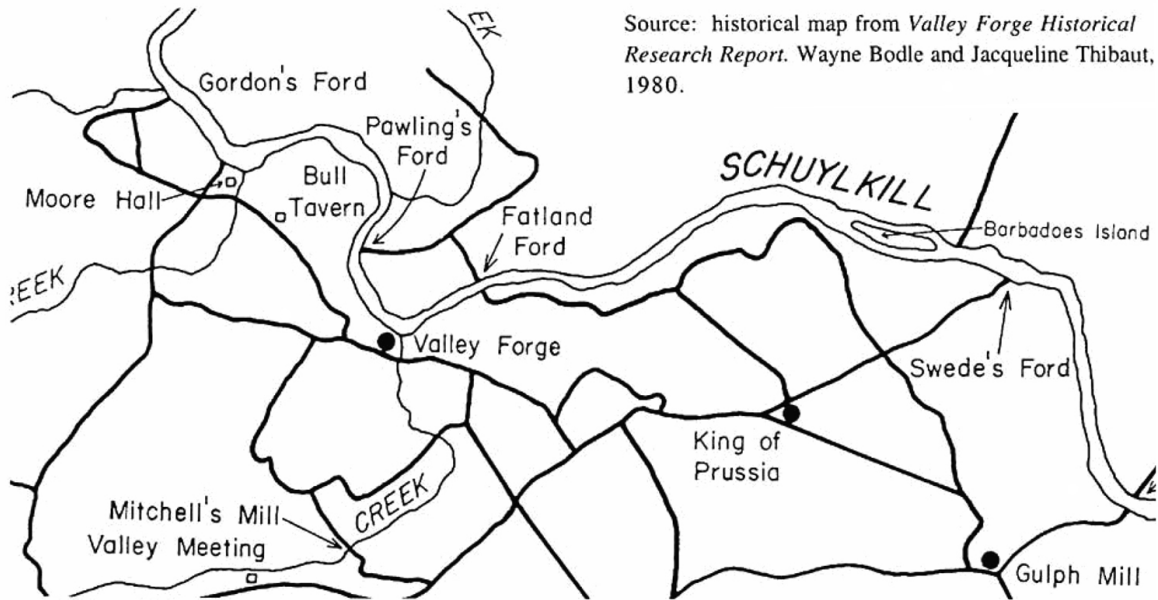 EK
Source: historical map from Valley Forge Historical
Research Report. Wayne Bodle and Jacqueline Thibaut,
1980.
Gordon's Ford
Pawling's
Ford
SCHUYLKILL
Moore Hall
Bull
Tavern
Fatland
Ford
Barbadoes Island
REEK
Valley Forge
Swede's Ford
King of
Prussia
CREEK
Mitchell's Mill
Valley Meeting
Gulph Mill